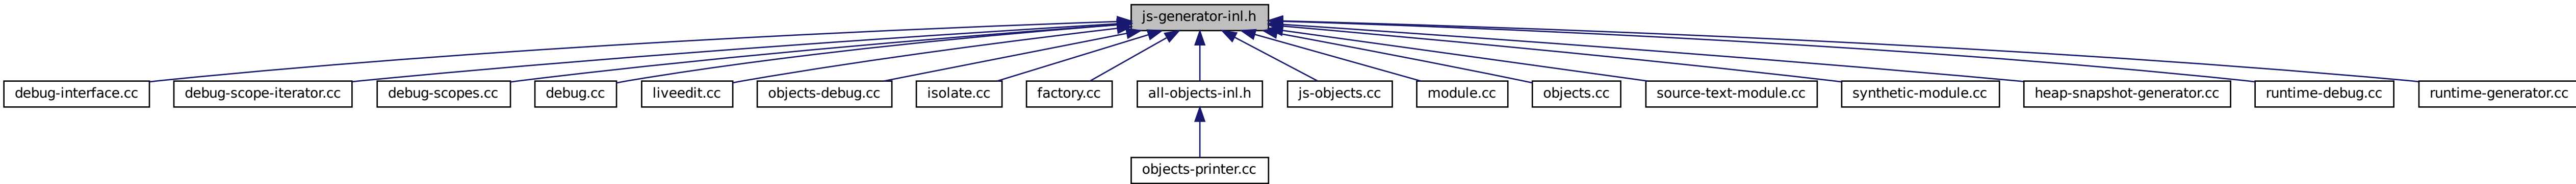 js-generator-inl.h
debug-interface.cc
debug-scope-iterator.cc
debug-scopes.cc
debug.cc
liveedit.cc
objects-debug.cc
isolate.cc
factory.cc
all-objects-inl.h
js-objects.cc
module.cc
objects.cc
source-text-module.cc
synthetic-module.cc
heap-snapshot-generator.cc
runtime-debug.cc
runtime-generator.cc
objects-printer.cc